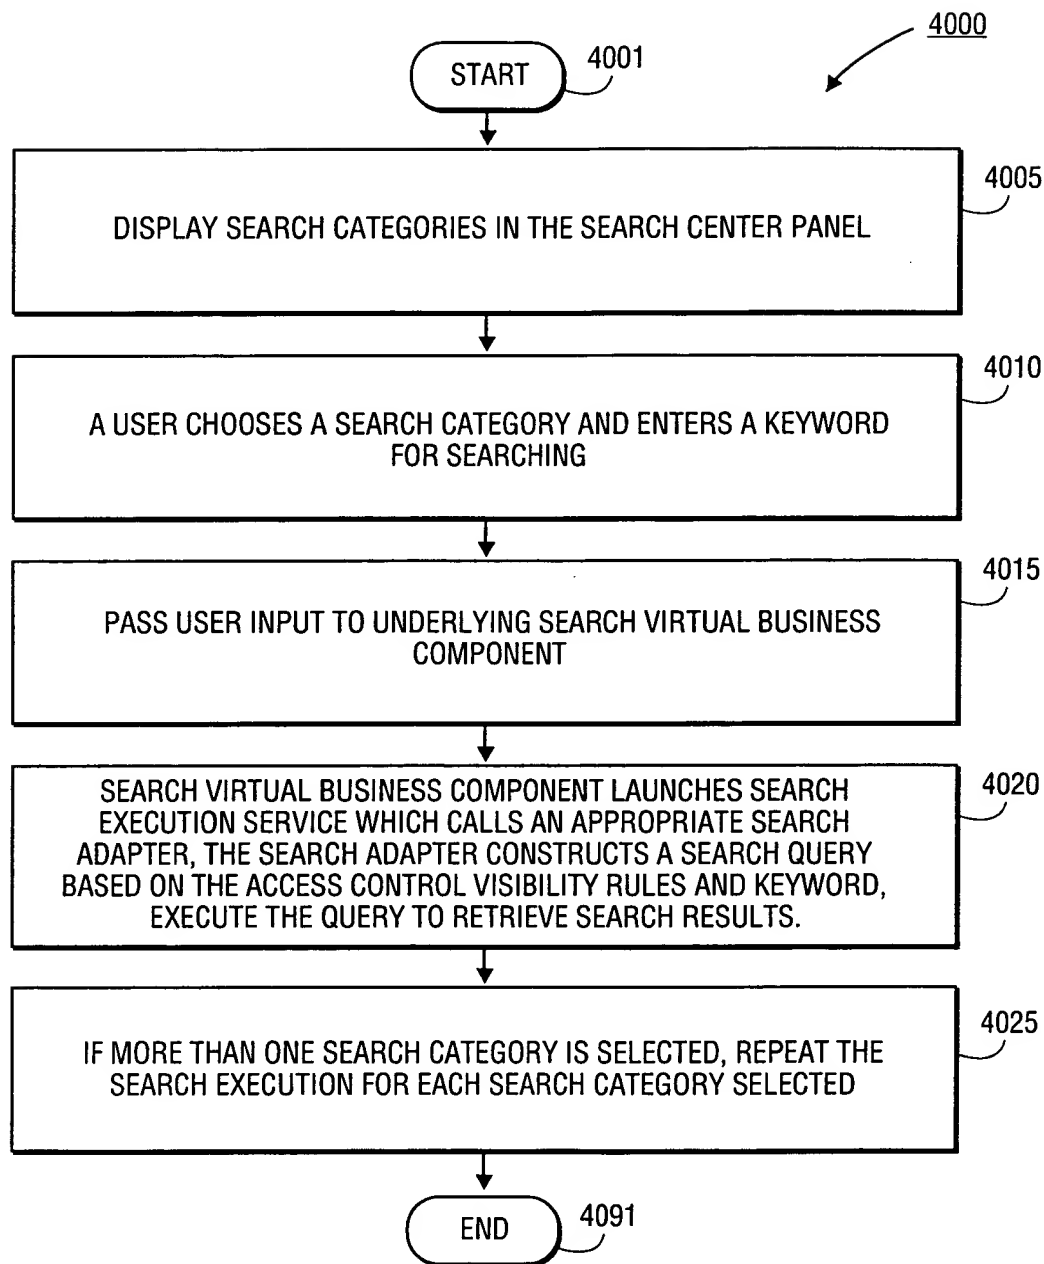 4000
START
4001
4005
DISPLAY SEARCH CATEGORIES IN THE SEARCH CENTER PANEL
4010
A USER CHOOSES A SEARCH CATEGORY AND ENTERS A KEYWORD
FOR SEARCHING
4015
PASS USER INPUT TO UNDERLYING SEARCH VIRTUAL BUSINESS
COMPONENT
4020
SEARCH VIRTUAL BUSINESS COMPONENT LAUNCHES SEARCH
EXECUTION SERVICE WHICH CALLS AN APPROPRIATE SEARCH
ADAPTER, THE SEARCH ADAPTER CONSTRUCTS A SEARCH QUERY
BASED ON THE ACCESS CONTROL VISIBILITY RULES AND KEYWORD,
EXECUTE THE QUERY TO RETRIEVE SEARCH RESULTS.
4025
IF MORE THAN ONE SEARCH CATEGORY IS SELECTED, REPEAT THE
SEARCH EXECUTION FOR EACH SEARCH CATEGORY SELECTED
END
4091